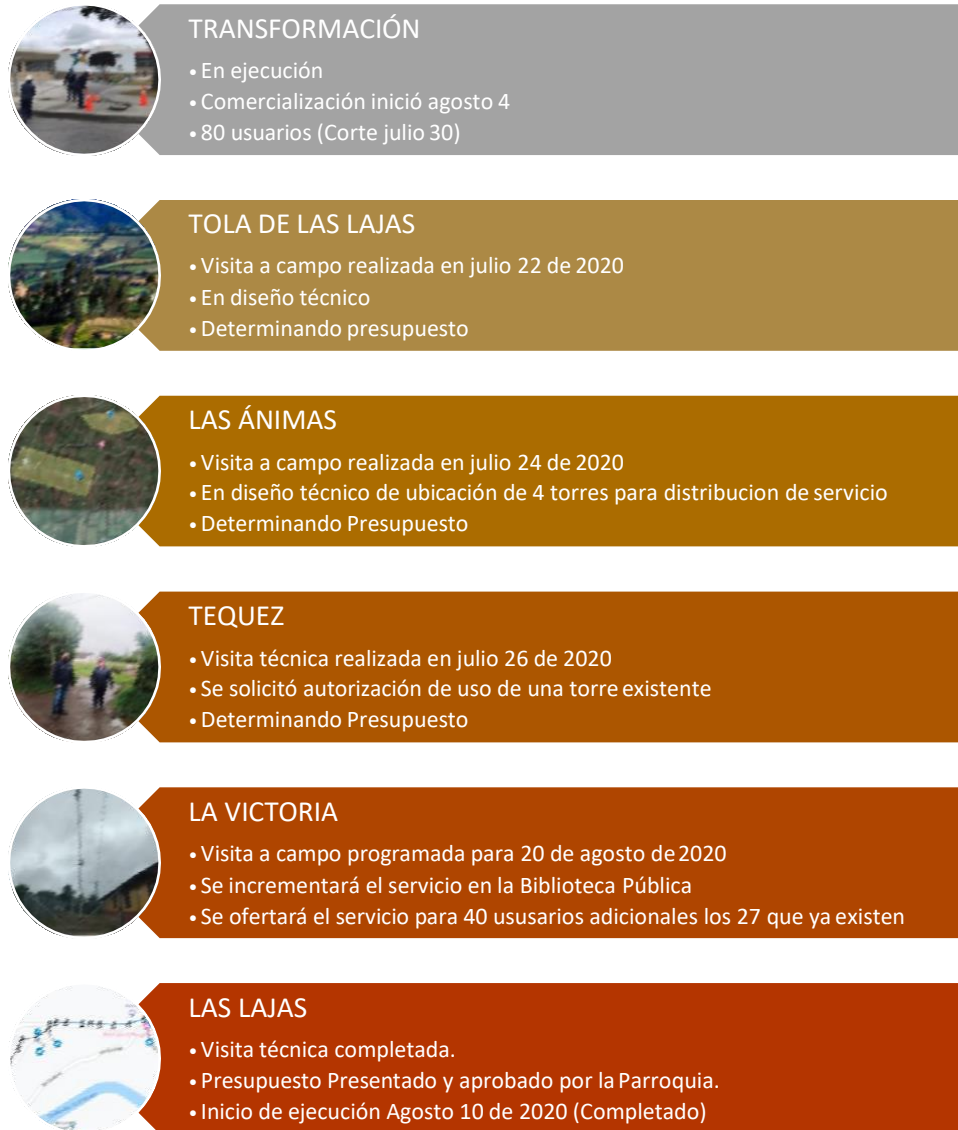 TRANSFORMACIÓN
• En ejecución
• Comercialización inició agosto 4
• 80 usuarios (Corte julio 30)
TOLA DE LAS LAJAS
• Visita a campo realizada en julio 22 de 2020
• En diseño técnico
• Determinando presupuesto
LAS ÁNIMAS
• Visita a campo realizada en julio 24 de 2020
• En diseño técnico de ubicación de 4 torres para distribucion de servicio
• Determinando Presupuesto
TEQUEZ
• Visita técnica realizada en julio 26 de 2020
• Se solicitó autorización de uso de una torre existente
• Determinando Presupuesto
LA VICTORIA
• Visita a campo programada para 20 de agosto de 2020
• Se incrementará el servicio en la Biblioteca Pública
• Se ofertará el servicio para 40 ususarios adicionales los 27 que ya existen
LAS LAJAS
• Visita técnica completada.
• Presupuesto Presentado y aprobado por la Parroquia.
• Inicio de ejecución Agosto 10 de 2020 (Completado)